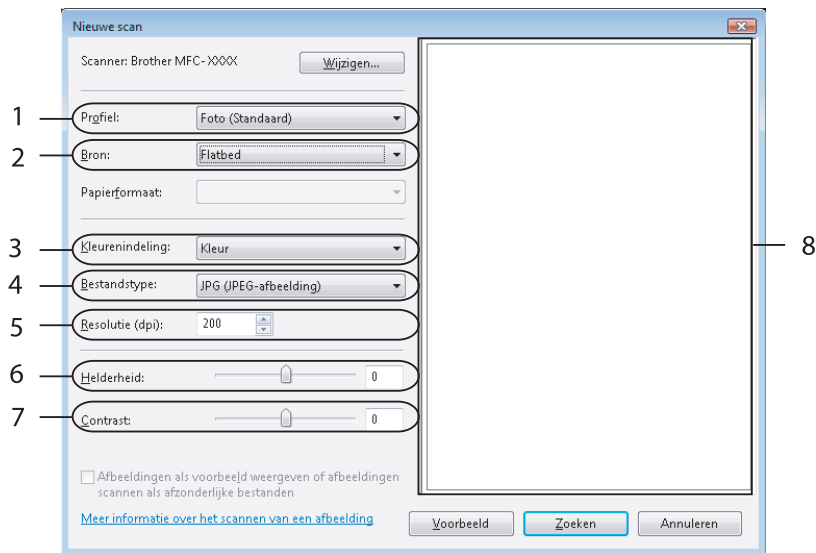 Nieuwe scan
Scanner: Brother MFC-XXXX
Wijzigen...
1
Profiel: Foto (Standaard)
2
Bron: Flatbed
Papierformaat:
3
Kleurenindeling: Kleur
4
Bestandstype: JPG (JPEG-afbeelding)
5
Resolutie (dpi): 200
6
Helderheid: 0
7
Contrast: 0
8
Afbeeldingen als voorbeeld weergeven of afbeeldingen
scannen als afzonderlijke bestanden
Meer informatie over het scannen van een afbeelding
Voorbeeld Zoeken Annuleren